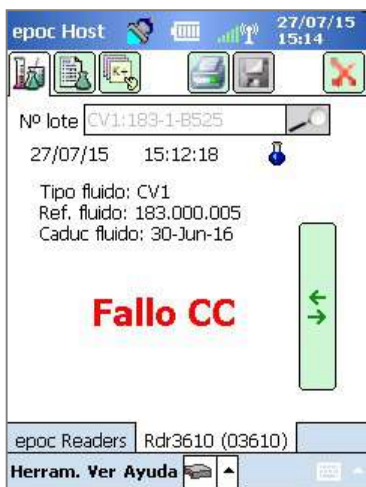 epoc Host 27/07/15
15:14
K+
Nº lote CV1:183-1-B525
27/07/15 15:12:18
Tipo fluido: CV1
Ref. fluido: 183.000.005
Caduc fluido: 30-Jun-16
Fallo CC
epoc Readers Rdr3610 (03610)
Herram. Ver Ayuda